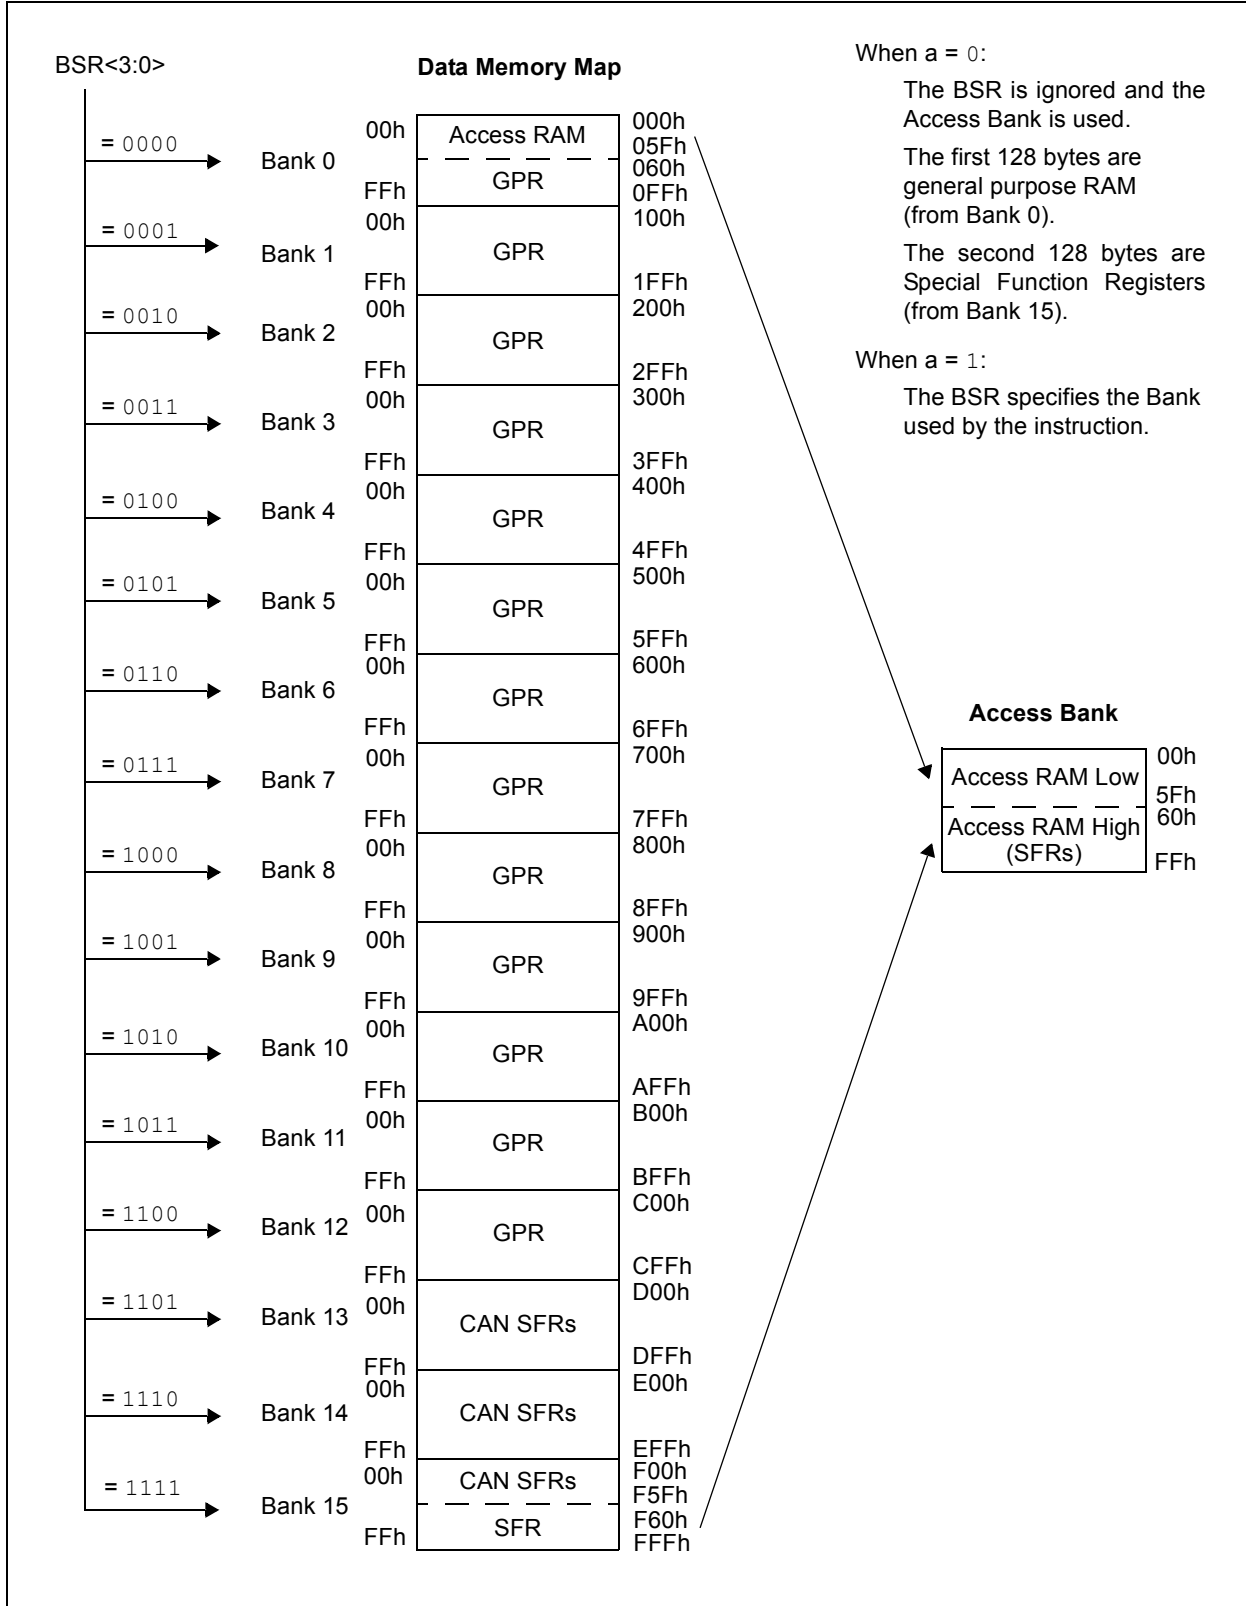 BSR<3:0>
Data Memory Map
= 0000
Bank 0
00h
FFh
Access RAM
GPR
000h
05Fh
060h
0FFh
= 0001
Bank 1
00h
FFh
GPR
100h
1FFh
= 0010
Bank 2
00h
FFh
GPR
200h
2FFh
= 0011
Bank 3
00h
FFh
GPR
300h
3FFh
= 0100
Bank 4
00h
FFh
GPR
400h
4FFh
= 0101
Bank 5
00h
FFh
GPR
500h
5FFh
= 0110
Bank 6
00h
FFh
GPR
600h
6FFh
= 0111
Bank 7
00h
FFh
GPR
700h
7FFh
= 1000
Bank 8
00h
FFh
GPR
800h
8FFh
= 1001
Bank 9
00h
FFh
GPR
900h
9FFh
= 1010
Bank 10
00h
FFh
GPR
A00h
AFFh
= 1011
Bank 11
00h
FFh
GPR
B00h
BFFh
= 1100
Bank 12
00h
FFh
GPR
C00h
CFFh
= 1101
Bank 13
00h
FFh
CAN SFRs
D00h
DFFh
= 1110
Bank 14
00h
FFh
CAN SFRs
E00h
EFFh
= 1111
Bank 15
00h
FFh
CAN SFRs
SFR
F00h
F5Fh
F60h
FFFh
When a = 0:
The BSR is ignored and the
Access Bank is used.
The first 128 bytes are
general purpose RAM
(from Bank 0).
The second 128 bytes are
Special Function Registers
(from Bank 15).
When a = 1:
The BSR specifies the Bank
used by the instruction.
Access Bank
Access RAM Low
00h
5Fh
Access RAM High
(SFRs)
60h
FFh